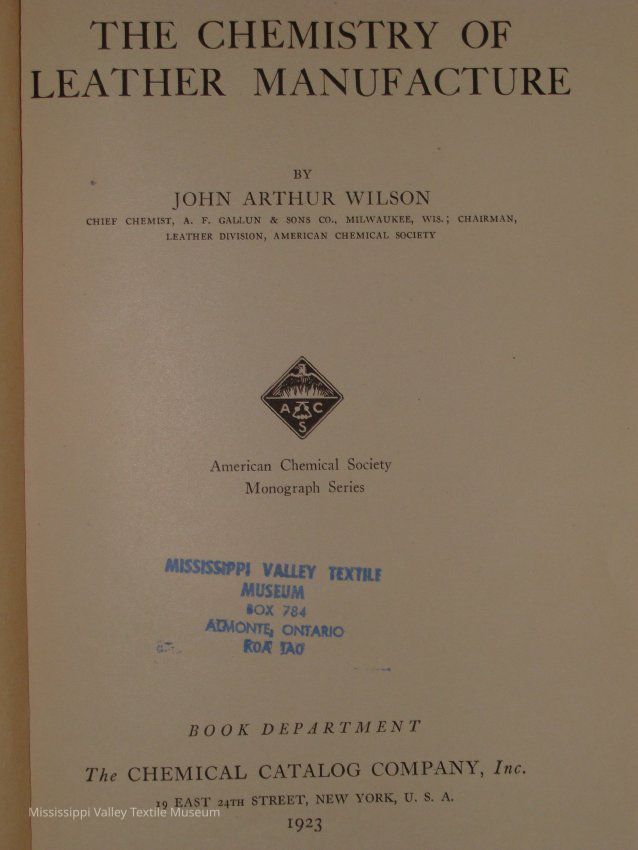 THE CHEMISTRY OF
LEATHER MANUFACTURE
BY
JOHN ARTHUR WILSON
CHIEF CHEMIST, A. F. GALLUN & SONS CO., MILWAUKEE, WIS.; CHAIRMAN,
LEATHER DIVISION, AMERICAN CHEMICAL SOCIETY
A C
S
American Chemical Society
Monograph Series
MISSISSIPPI VALLEY TEXTILE
MUSEUM
BOX 784
ALMONTE, ONTARIO
K0A 1A0
BOOK DEPARTMENT
The CHEMICAL CATALOG COMPANY, Inc.
19 EAST 24TH STREET, NEW YORK, U. S. A.
Mississippi Valley Textile Museum
1923